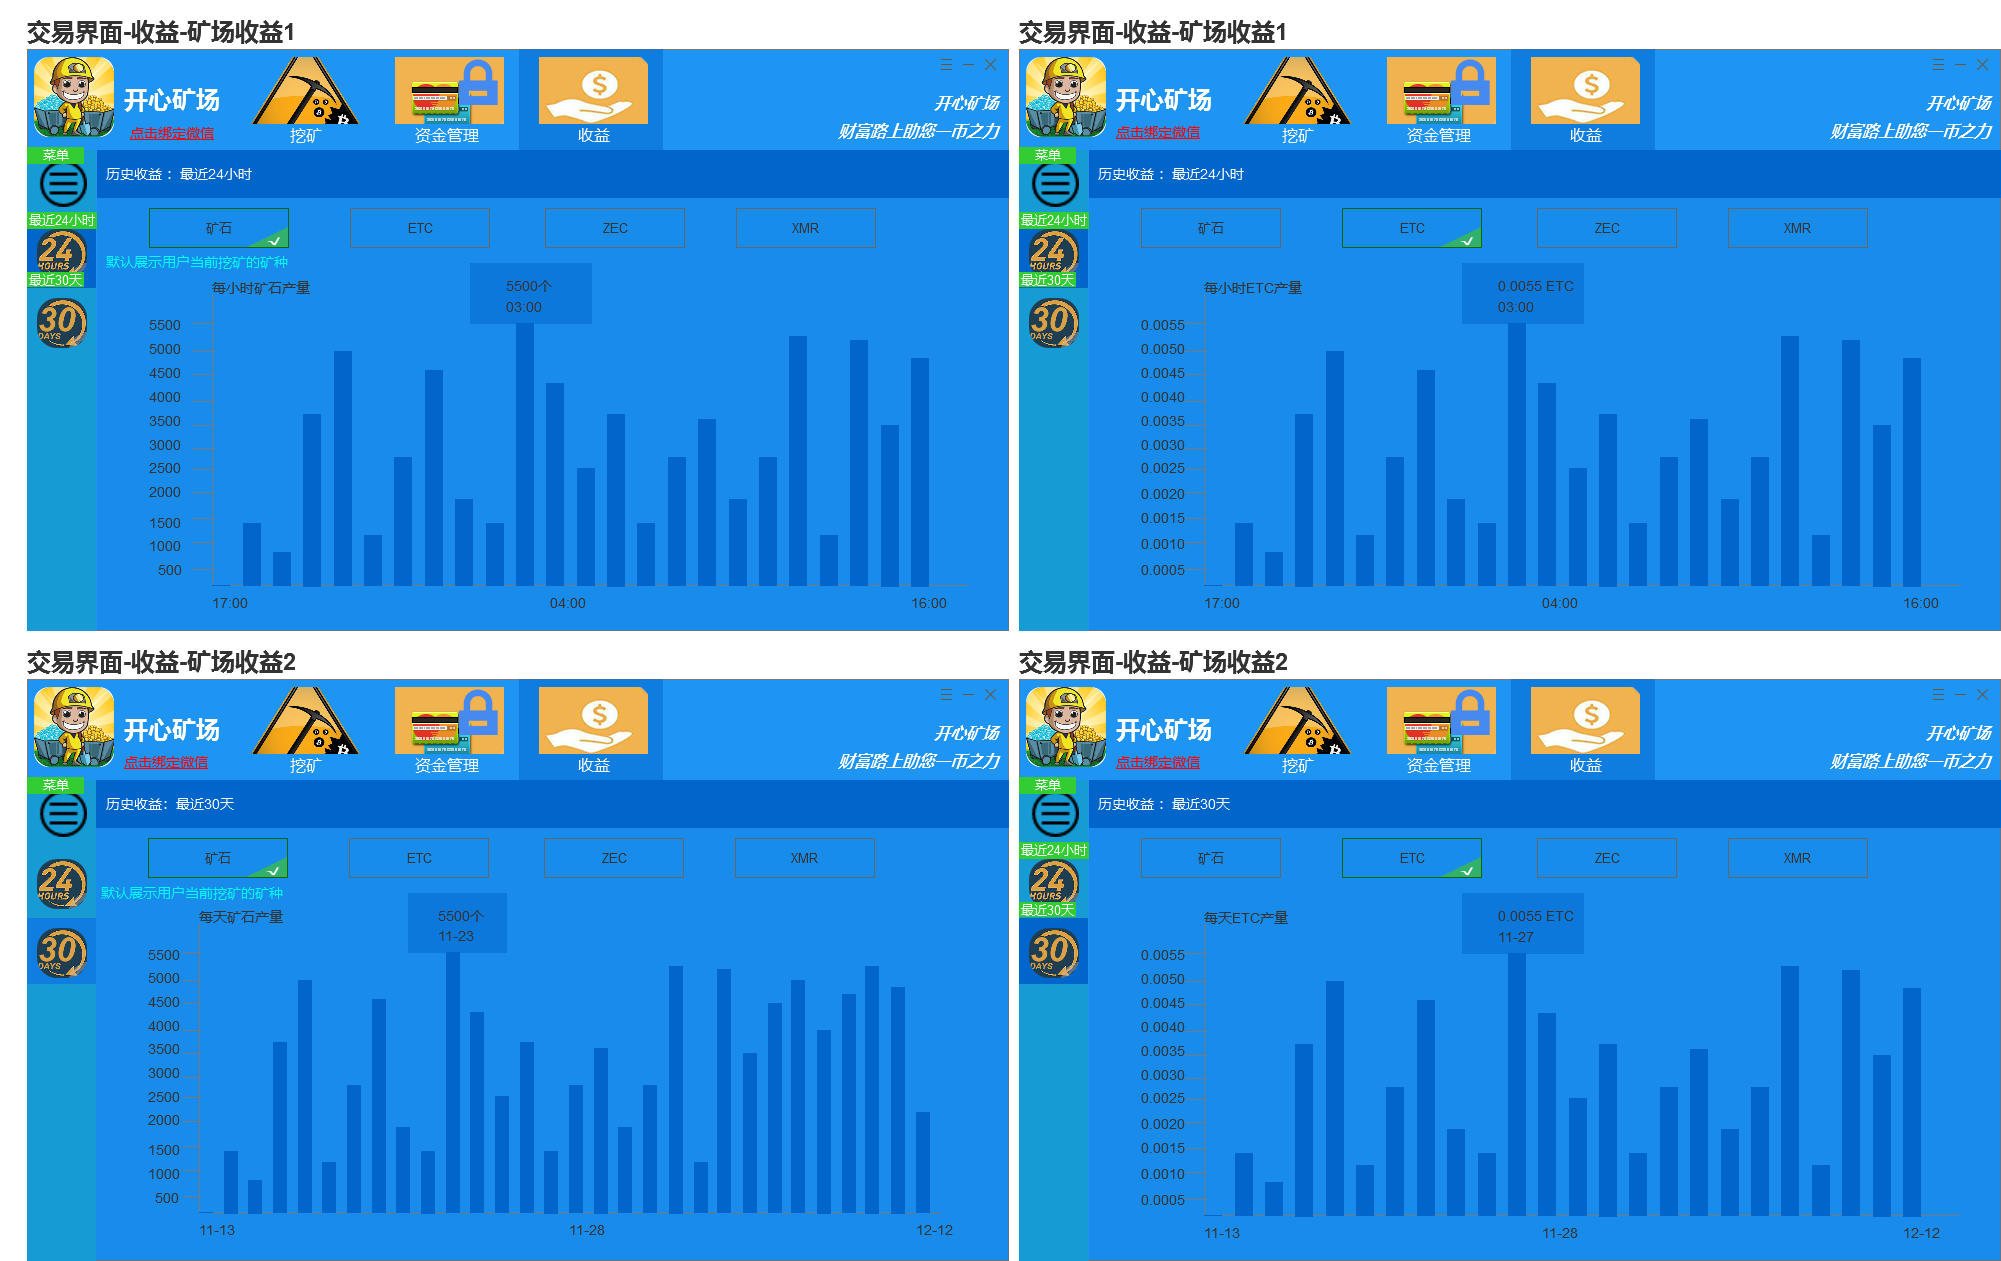 交易界面-收益-矿场收益1
开心矿场
点击绑定微信
挖矿
资金管理
收益
开心矿场
财富路上助您一币之力
菜单
最近24小时
24
HOURS
最近30天
30
DAYS
历史收益： 最近24小时
矿石
ETC
ZEC
XMR
默认展示用户当前挖矿的矿种
每小时矿石产量
5500个
03:00
5500
5000
4500
4000
3500
3000
2500
2000
1500
1000
500
17:00
04:00
16:00
交易界面-收益-矿场收益1
开心矿场
点击绑定微信
挖矿
资金管理
收益
开心矿场
财富路上助您一币之力
菜单
最近24小时
24
HOURS
最近30天
30
DAYS
历史收益： 最近24小时
矿石
ETC
ZEC
XMR
每小时ETC产量
0.0055 ETC
03:00
0.0055
0.0050
0.0045
0.0040
0.0035
0.0030
0.0025
0.0020
0.0015
0.0010
0.0005
17:00
04:00
16:00
交易界面-收益-矿场收益2
开心矿场
点击绑定微信
挖矿
资金管理
收益
开心矿场
财富路上助您一币之力
菜单
24
HOURS
30
DAYS
历史收益：最近30天
矿石
ETC
ZEC
XMR
默认展示用户当前挖矿的矿种
每天矿石产量
5500个
11-23
5500
5000
4500
4000
3500
3000
2500
2000
1500
1000
500
11-13
11-28
12-12
交易界面-收益-矿场收益2
开心矿场
点击绑定微信
挖矿
资金管理
收益
开心矿场
财富路上助您一币之力
菜单
最近24小时
24
HOURS
最近30天
30
DAYS
历史收益： 最近30天
矿石
ETC
ZEC
XMR
每天ETC产量
0.0055 ETC
11-27
0.0055
0.0050
0.0045
0.0040
0.0035
0.0030
0.0025
0.0020
0.0015
0.0010
0.0005
11-13
11-28
12-12